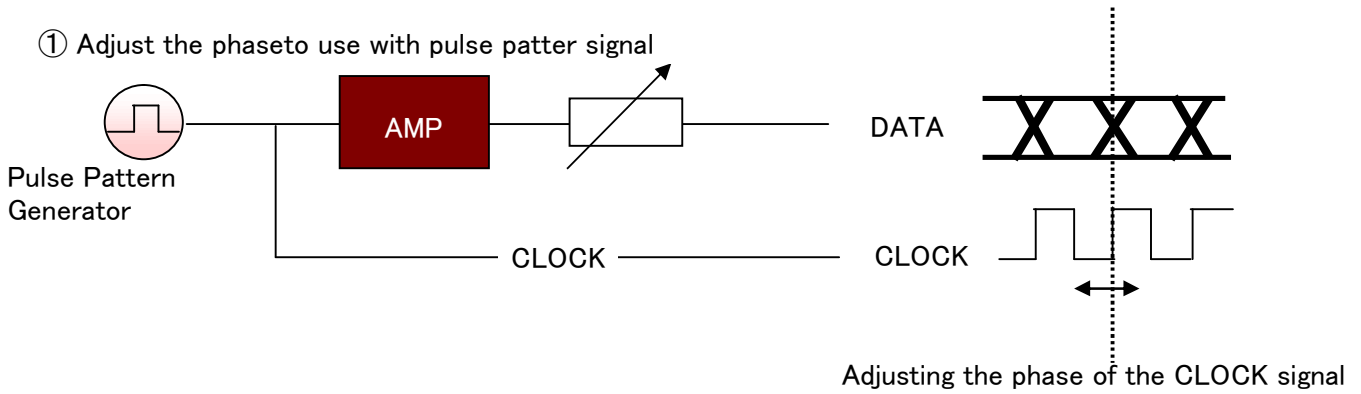 ① Adjust the phaseto use with pulse patter signal
AMP
DATA
Pulse Pattern
Generator
CLOCK
CLOCK
Adjusting the phase of the CLOCK signal